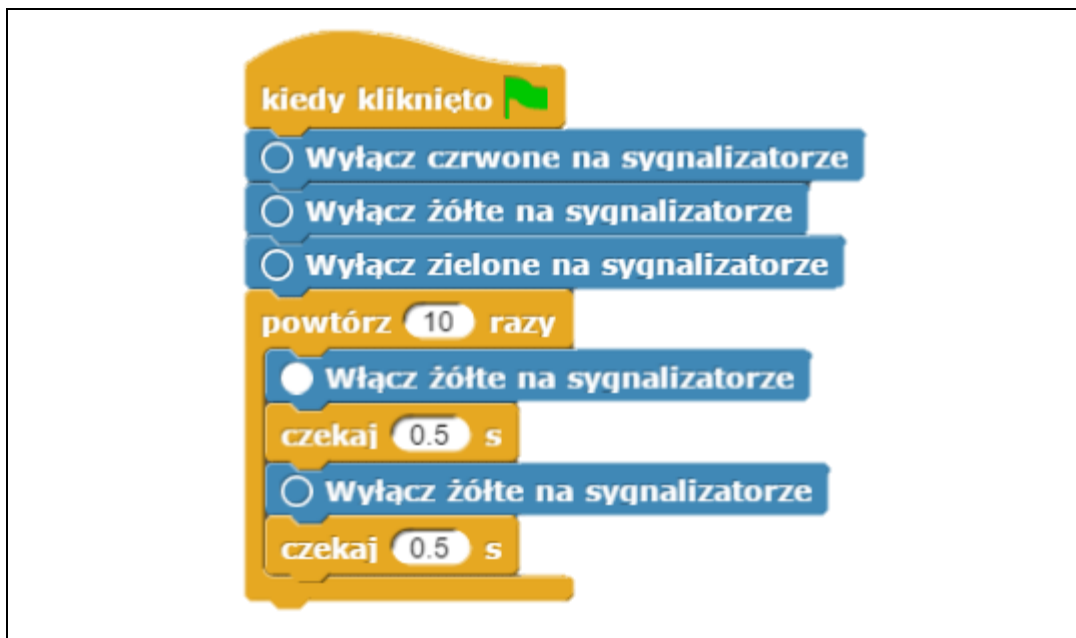 kiedy kliknięto
Wyłącz czrwone na sygnalizatorze
Wyłącz żółte na sygnalizatorze
Wyłącz zielone na sygnalizatorze
powtórz 10 razy
Włącz żółte na sygnalizatorze
czekaj 0.5 s
Wyłącz żółte na sygnalizatorze
czekaj 0.5 s